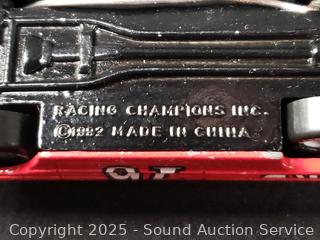 RACING CHAMPIONS INC.
©1992 MADE IN CHINA
Copyright © 2025 - Sound Auction Service